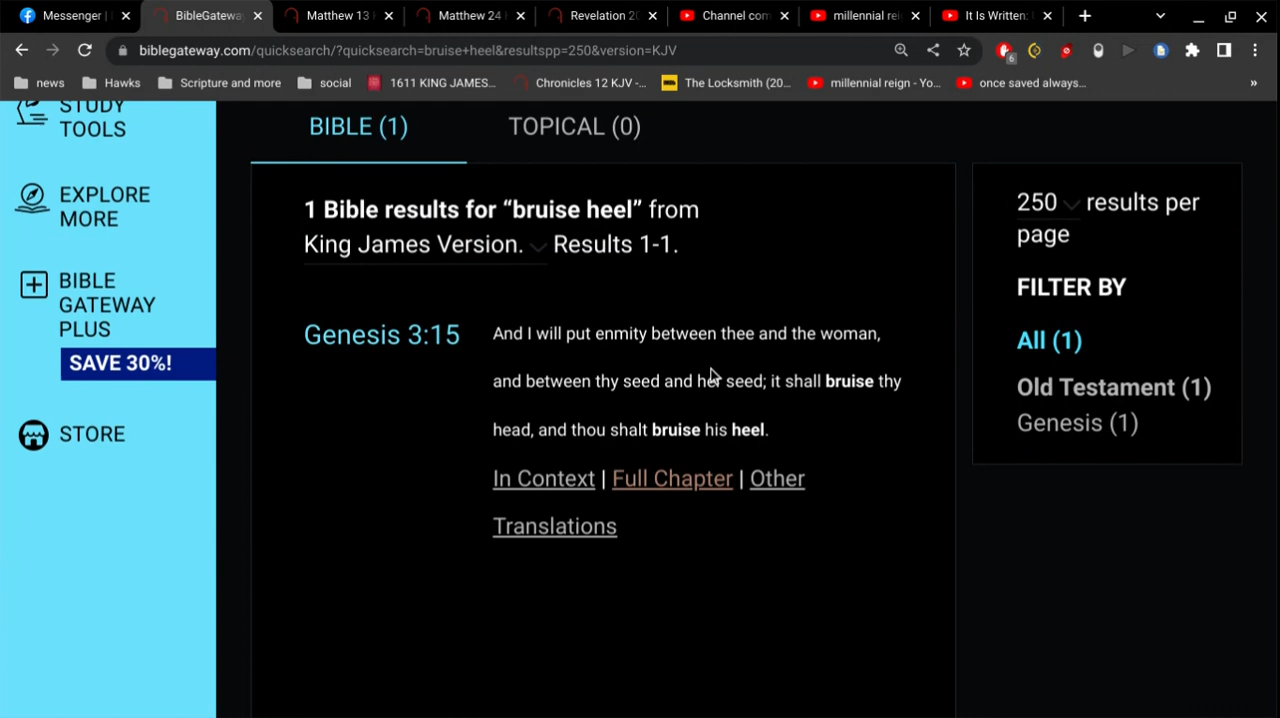 Messenger |
BibleGateway
Matthew 13
Matthew 24
Revelation 20
Channel com
millennial rei
It Is Written:
biblegateway.com/quicksearch/?quicksearch=bruise+heel&resultspp=250&version=KJV
6
news
Hawks
Scripture and more
social
1611 KING JAMES...
Chronicles 12 KJV -...
The Locksmith (20...
millennial reign - Yo...
once saved always...
»
STUDY
TOOLS
EXPLORE
MORE
BIBLE
GATEWAY
PLUS
SAVE 30%!
STORE
BIBLE (1)
TOPICAL (0)
1 Bible results for “bruise heel” from
King James Version. Results 1-1.
Genesis 3:15
And I will put enmity between thee and the woman,
and between thy seed and her seed; it shall bruise thy
head, and thou shalt bruise his heel.
In Context | Full Chapter | Other
Translations
250 results per
page
FILTER BY
All (1)
Old Testament (1)
Genesis (1)